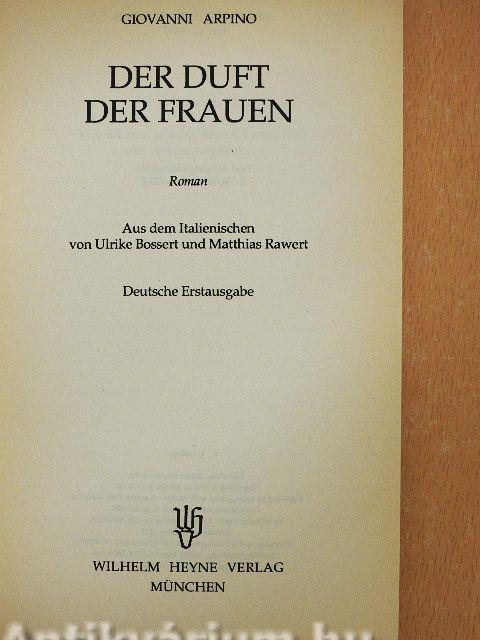 GIOVANNI ARPINO
DER DUFT
DER FRAUEN
Roman
Aus dem Italienischen
von Ulrike Bossert und Matthias Rawert
Deutsche Erstausgabe
WILHELM HEYNE VERLAG
MÜNCHEN
Antikvárium.hu